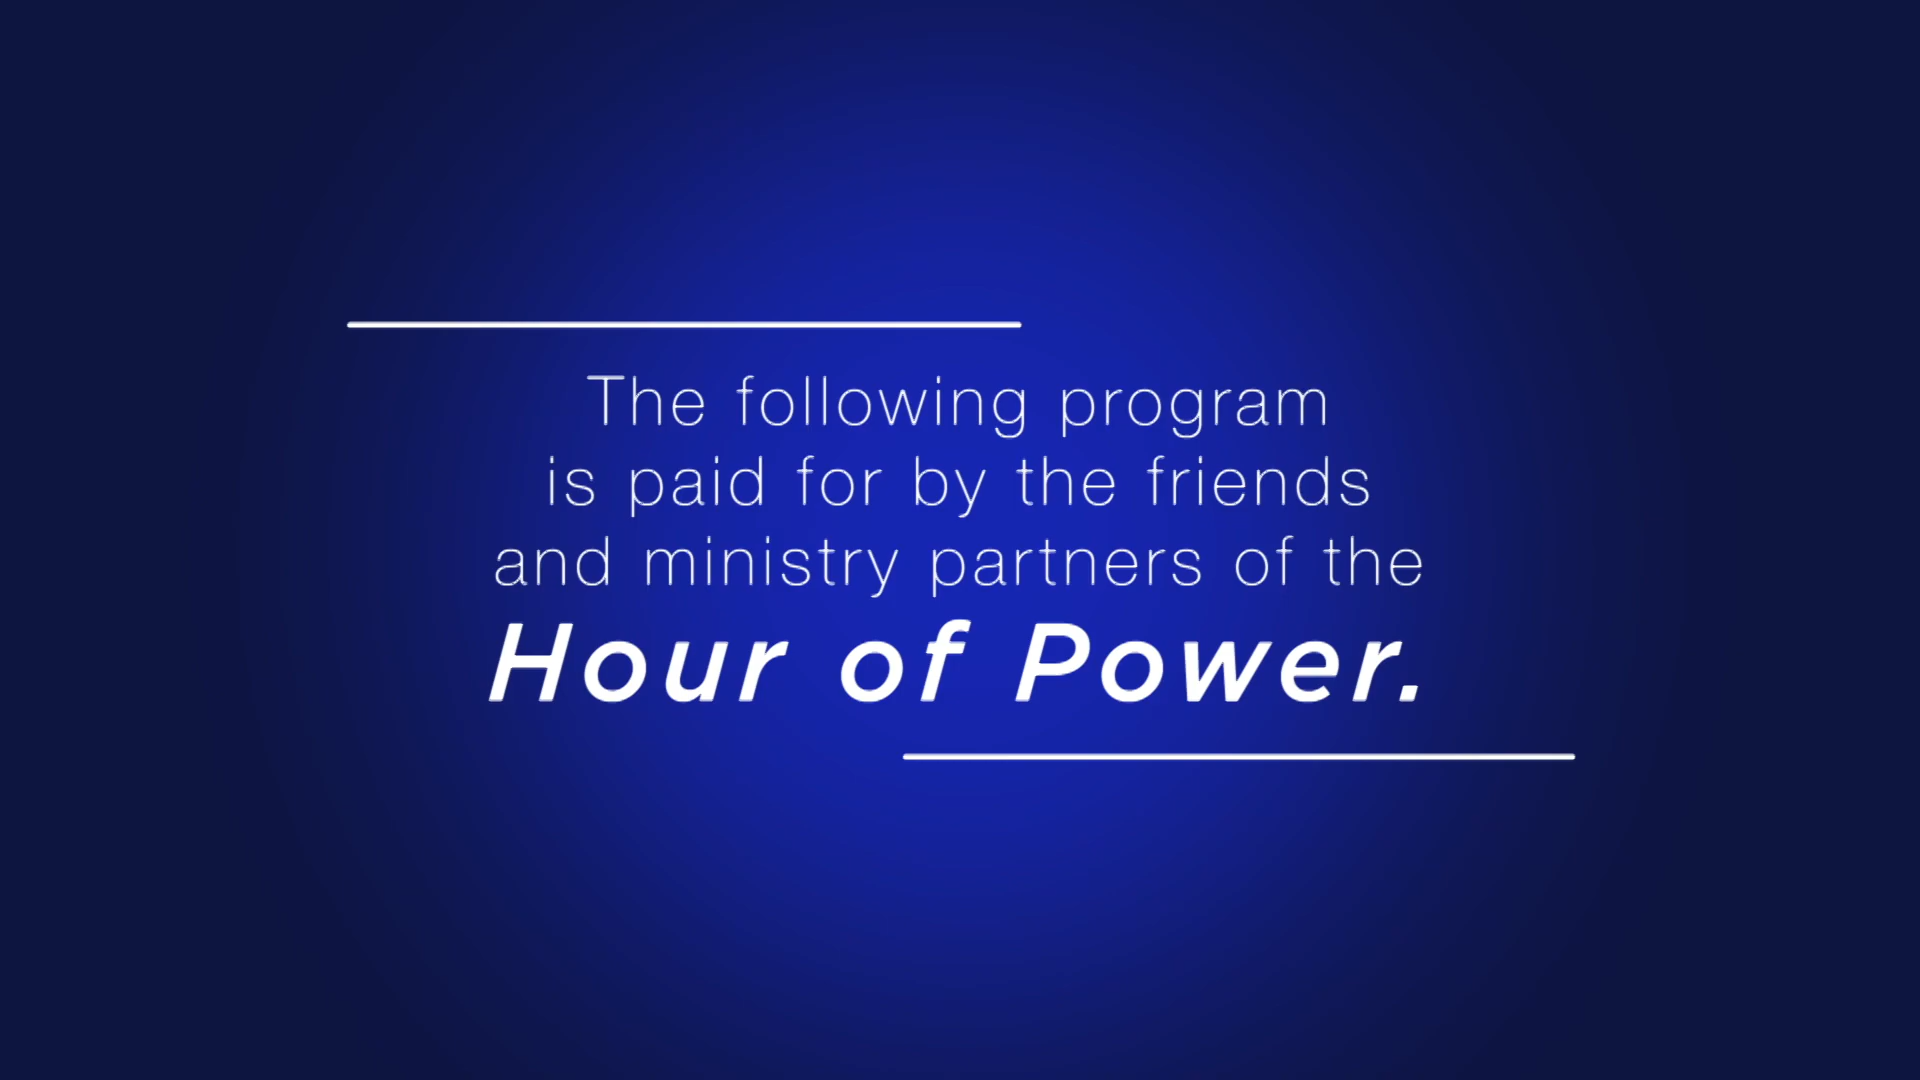 The following program
is paid for by the friends
and ministry partners of the
Hour of Power.